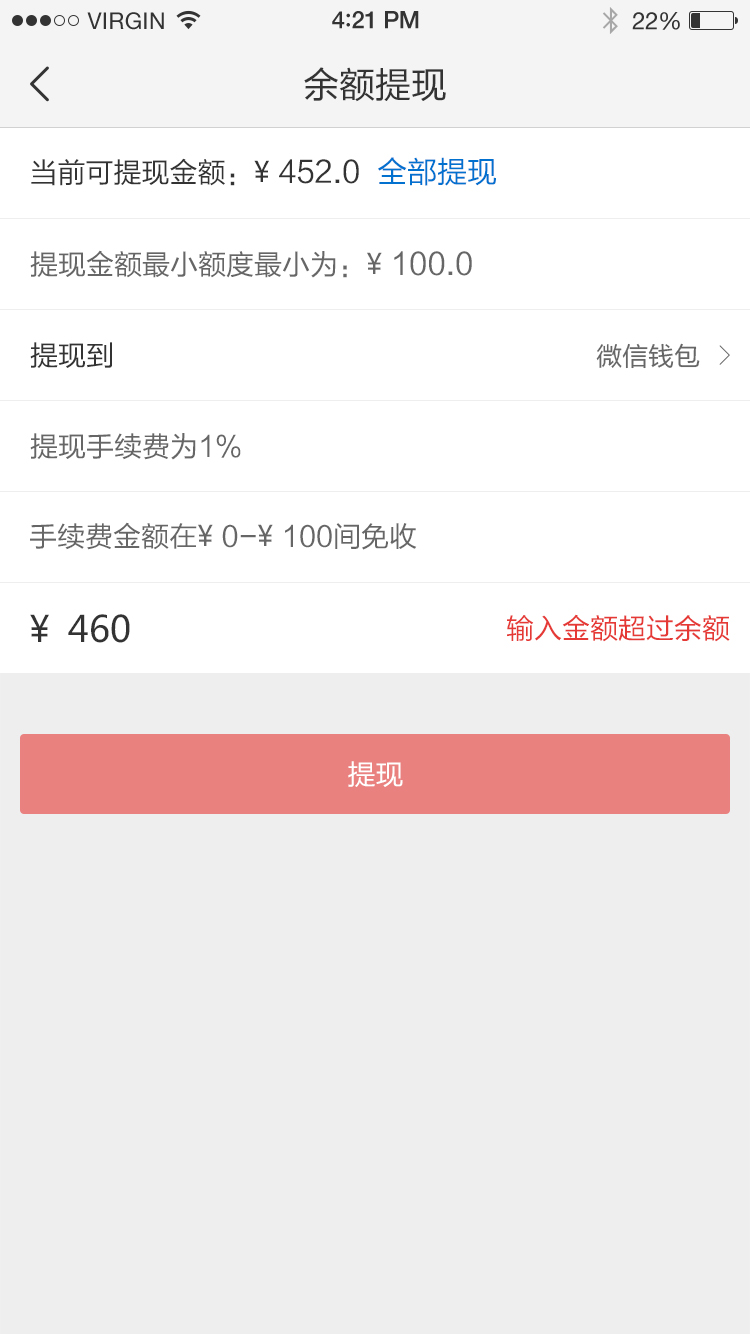 ●●●○○ VIRGIN 4:21 PM 22%
余额提现
当前可提现金额：¥ 452.0 全部提现
提现金额最小额度最小为：¥ 100.0
提现到 微信钱包
提现手续费为1%
手续费金额在¥ 0-¥ 100间免收
¥ 460 输入金额超过余额
提现